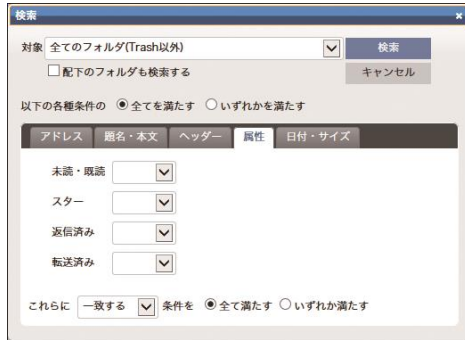 検索
対象 全てのフォルダ(Trash以外) 検索
配下のフォルダも検索する キャンセル
以下の各種条件の 全てを満たす いずれかを満たす
アドレス 題名・本文 ヘッダー 属性 日付・サイズ
未読・既読
スター
返信済み
転送済み
これらに 一致する 条件を 全て満たす いずれか満たす